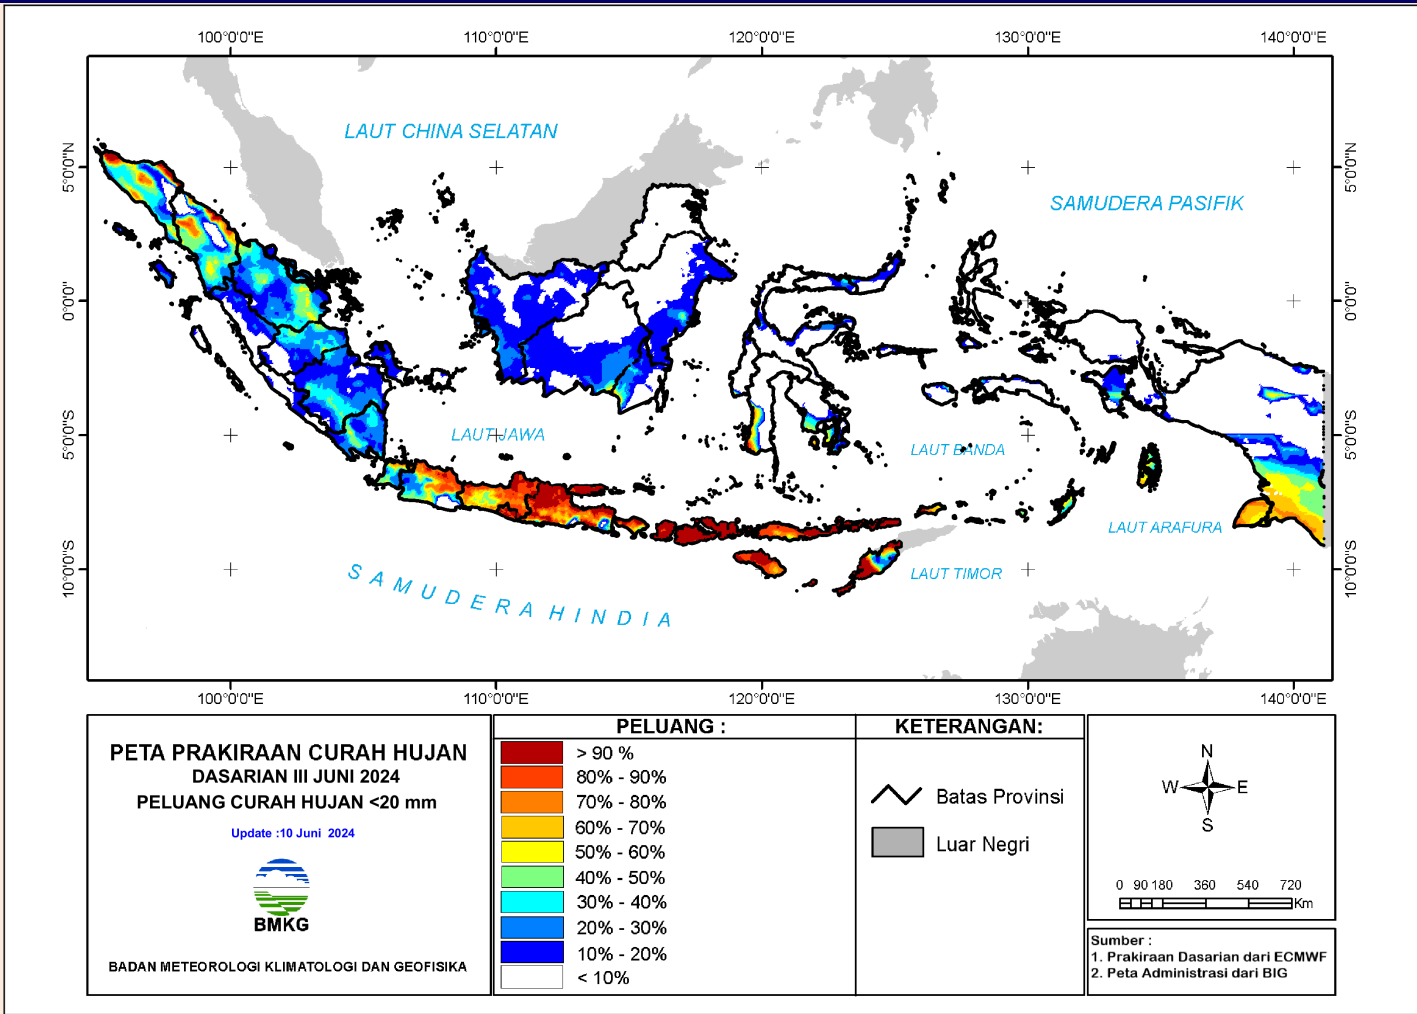 100°0'0"E 110°0'0"E 120°0'0"E 130°0'0"E 140°0'0"E
LAUT CHINA SELATAN
5°0'0"N
5°0'0"N
SAMUDERA PASIFIK
0°0'0"
0°0'0"
LAUT JAWA
5°0'0"S
5°0'0"S
LAUT BANDA
LAUT ARAFURA
10°0'0"S
10°0'0"S
LAUT TIMOR
SAMUDERA HINDIA
100°0'0"E 110°0'0"E 120°0'0"E 130°0'0"E 140°0'0"E
PETA PRAKIRAAN CURAH HUJAN
DASARIAN III JUNI 2024
PELUANG CURAH HUJAN <20 mm
Update :10 Juni 2024
BMKG
BADAN METEOROLOGI KLIMATOLOGI DAN GEOFISIKA
PELUANG :
> 90 %
80% - 90%
70% - 80%
60% - 70%
50% - 60%
40% - 50%
30% - 40%
20% - 30%
10% - 20%
< 10%
KETERANGAN:
Batas Provinsi
Luar Negri
N
W E
S
0 90 180 360 540 720
Km
Sumber :
1. Prakiraan Dasarian dari ECMWF
2. Peta Administrasi dari BIG